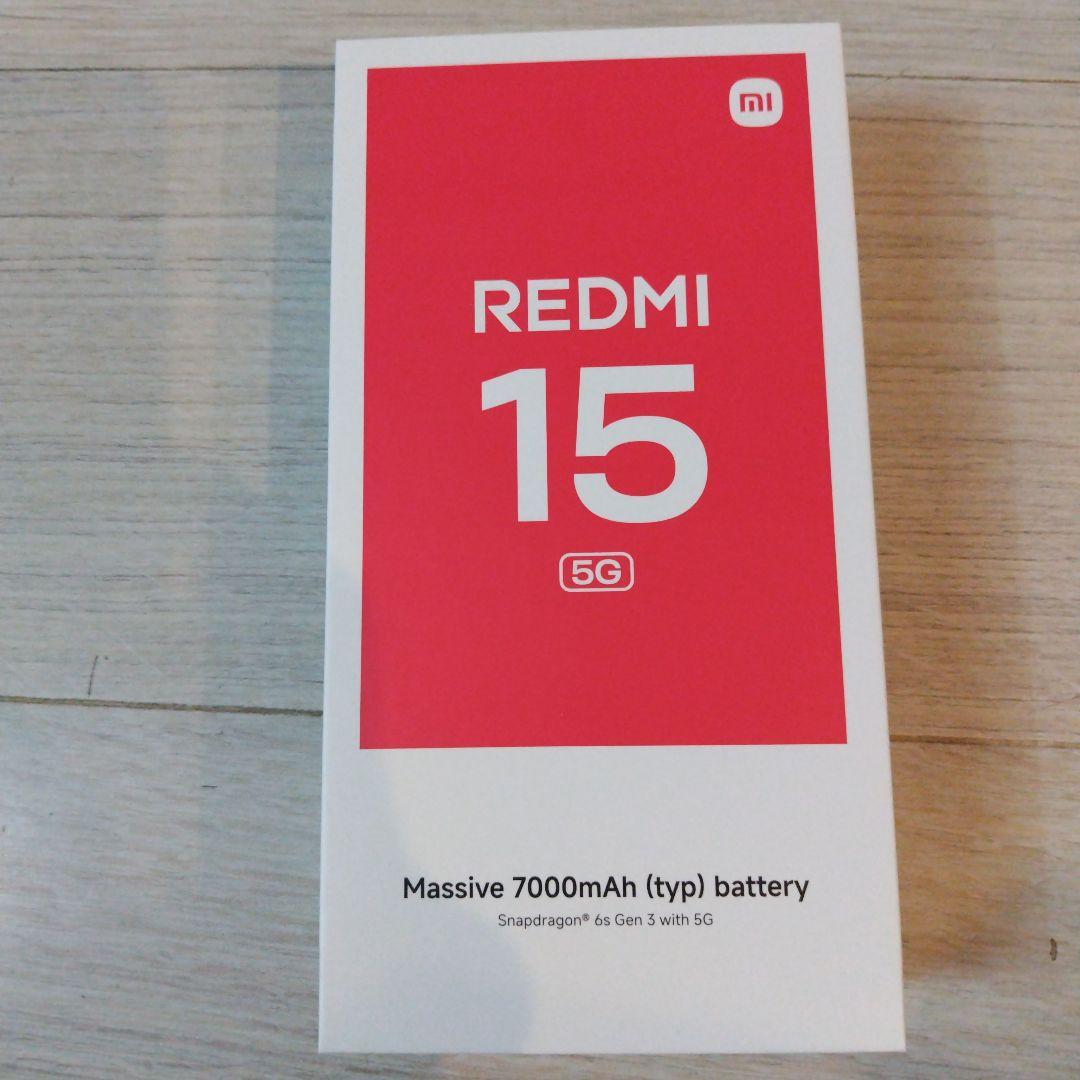 mi
REDMI
15
5G
Massive 7000mAh (typ) battery
Snapdragon® 6s Gen 3 with 5G